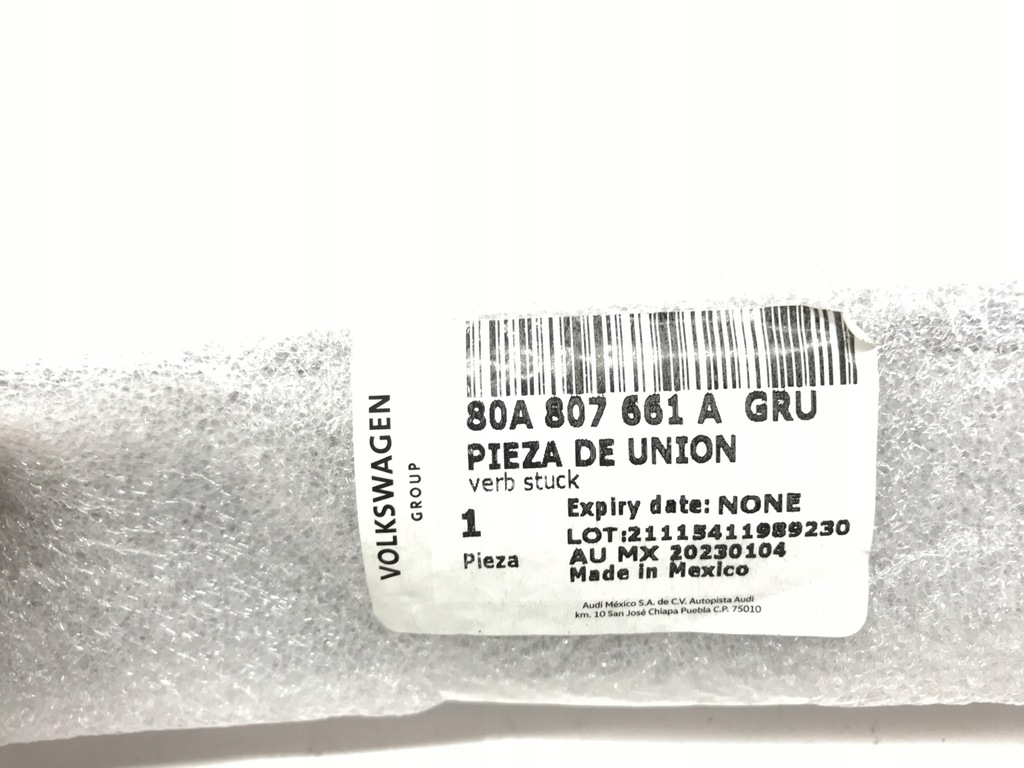 VOLKSWAGEN
GROUP
80A 807 661 A GRU
PIEZA DE UNION
verb stuck
1
Pieza
Expiry date: NONE
LOT:21115411989230
AU MX 20230104
Made in Mexico
Audi México S.A. de C.V. Autopista Audi
km. 10 San José Chiapa Puebla C.P. 75010